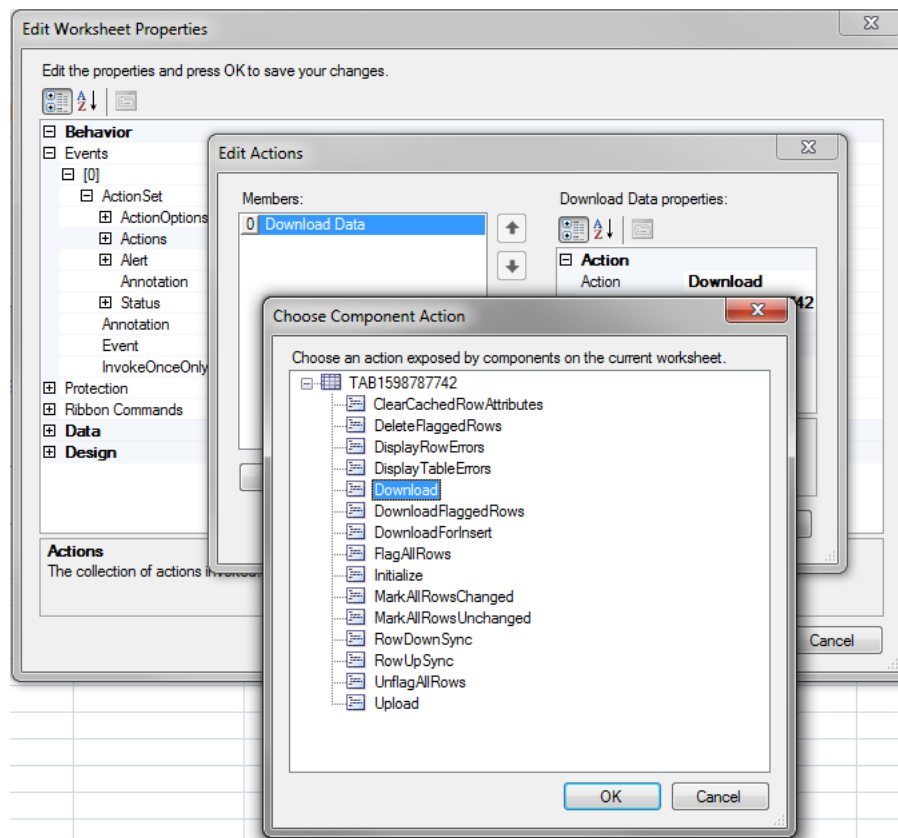 Edit Worksheet Properties
Edit the properties and press OK to save your changes.
Behavior
Events
[0]
ActionSet
ActionOptions
Actions
Alert
Annotation
Status
Annotation
Event
InvokeOnceOnly
Protection
Ribbon Commands
Data
Design
Actions
The collection of actions
Cancel
Edit Actions
Members:
0 Download Data
Download Data properties:
Action
Action Download
742
Choose Component Action
Choose an action exposed by components on the current worksheet.
TAB1598787742
ClearCachedRowAttributes
DeleteFlaggedRows
DisplayRowErrors
DisplayTableErrors
Download
DownloadFlaggedRows
DownloadForInsert
FlagAllRows
Initialize
MarkAllRowsChanged
MarkAllRowsUnchanged
RowDownSync
RowUpSync
UnflagAllRows
Upload
OK Cancel